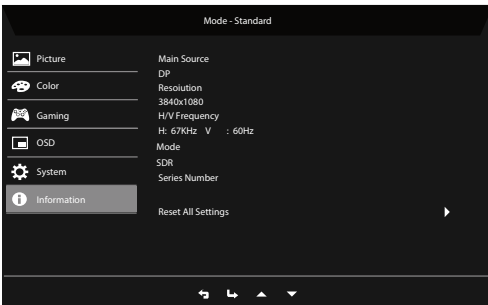 Mode - Standard
Picture
Color
Gaming
OSD
System
Information
Main Source
DP
Resoiution
3840x1080
H/V Frequency
H: 67KHz V : 60Hz
Mode
SDR
Series Number
Reset All Settings